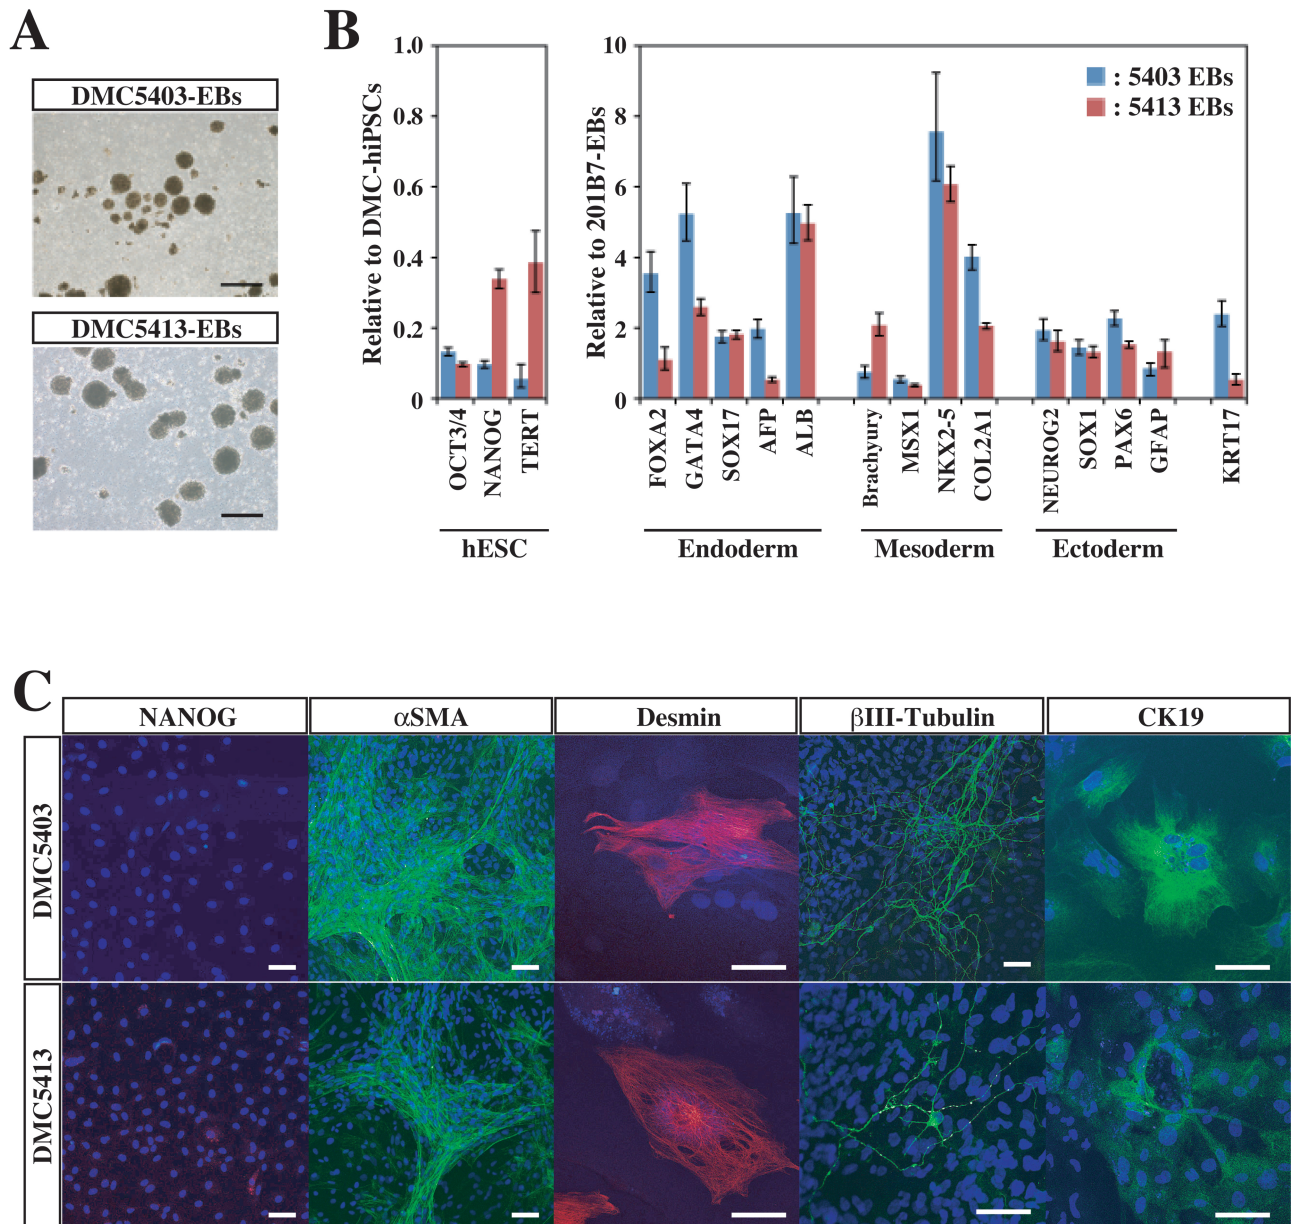 A
DMC5403-EBs
DMC5413-EBs
B
Relative to DMC-hiPSCs
1.0
0.8
0.6
0.4
0.2
0
OCT3/4
NANOG
TERT
hESC
Relative to 201B7-EBs
10
8
6
4
2
0
: 5403 EBs
: 5413 EBs
FOXA2
GATA4
SOX17
AFP
ALB
Endoderm
Brachyury
MSX1
NKX2-5
COL2A1
Mesoderm
NEUROG2
SOX1
PAX6
GFAP
Ectoderm
KRT17
C
NANOG
αSMA
Desmin
βIII-Tubulin
CK19
DMC5403
DMC5413